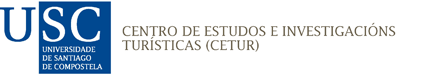 USC
UNIVERSIDADE
DE SANTIAGO
DE COMPOSTELA
CENTRO DE ESTUDOS E INVESTIGACIÓNS
TURÍSTICAS (CETUR)